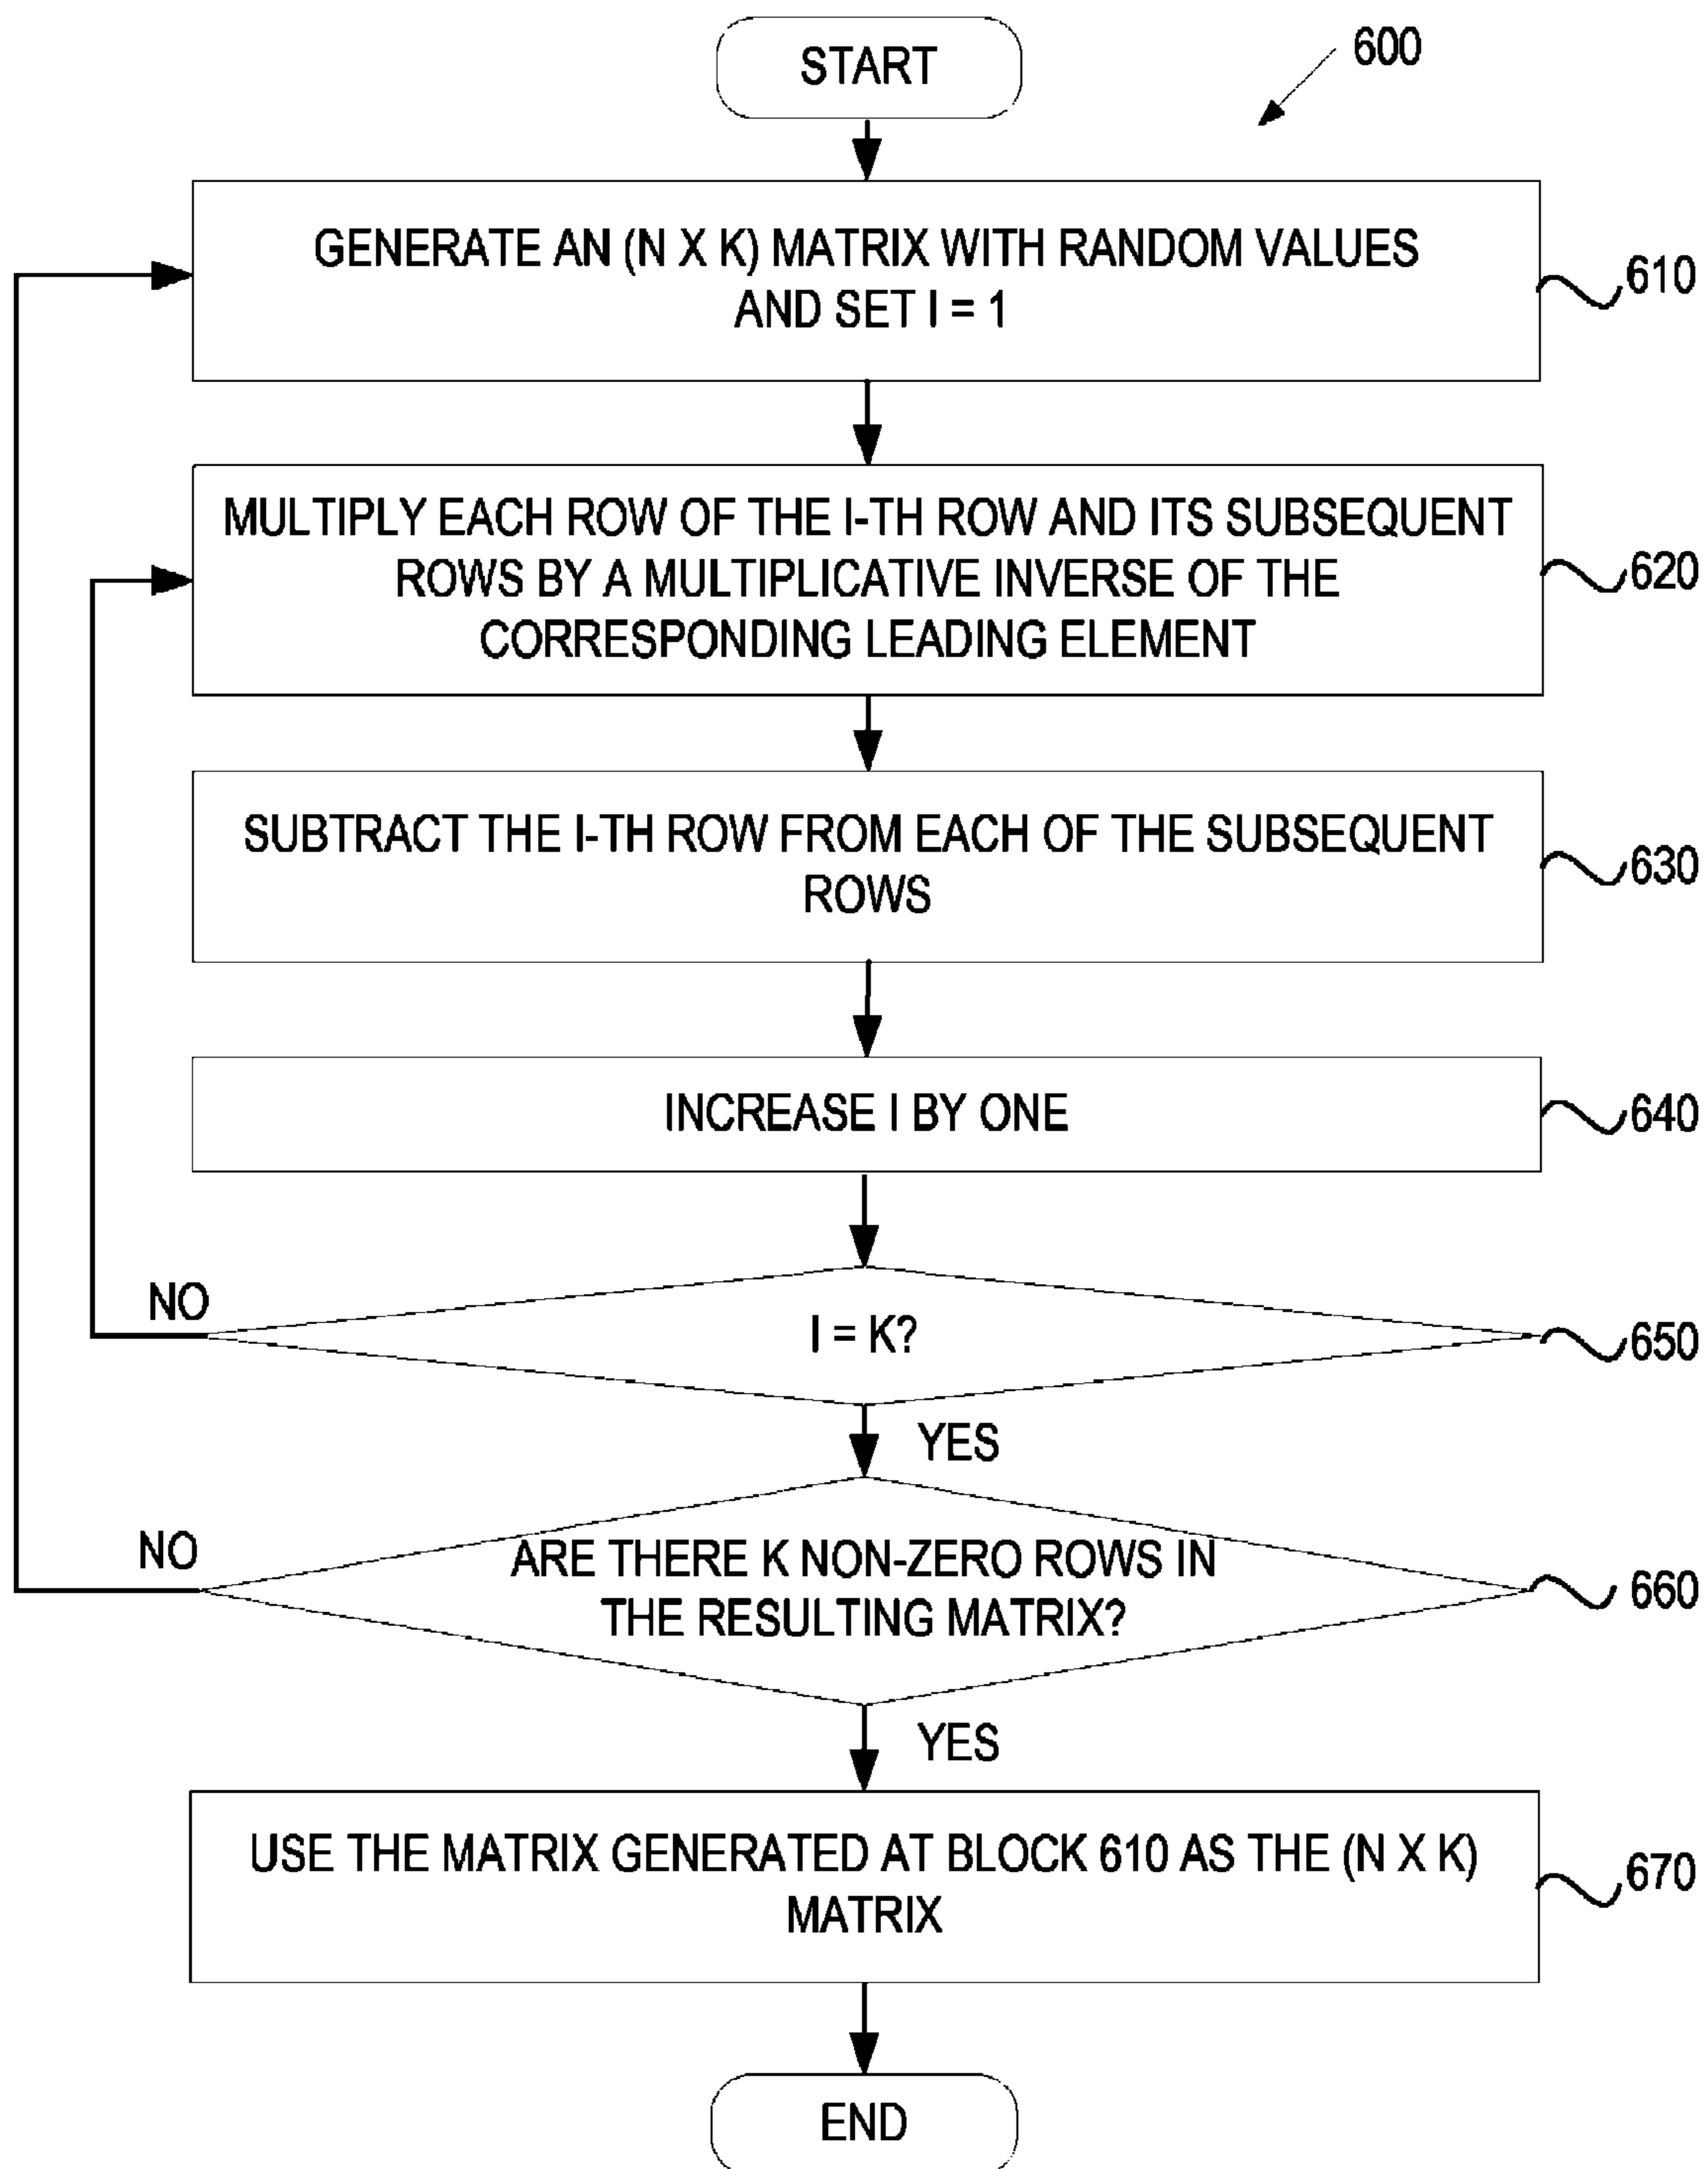 START
600
GENERATE AN (N X K) MATRIX WITH RANDOM VALUES
AND SET I = 1
610
MULTIPLY EACH ROW OF THE I-TH ROW AND ITS SUBSEQUENT
ROWS BY A MULTIPLICATIVE INVERSE OF THE
CORRESPONDING LEADING ELEMENT
620
SUBTRACT THE I-TH ROW FROM EACH OF THE SUBSEQUENT
ROWS
630
INCREASE I BY ONE
640
NO
I = K?
650
YES
NO
ARE THERE K NON-ZERO ROWS IN
THE RESULTING MATRIX?
660
YES
USE THE MATRIX GENERATED AT BLOCK 610 AS THE (N X K)
MATRIX
670
END